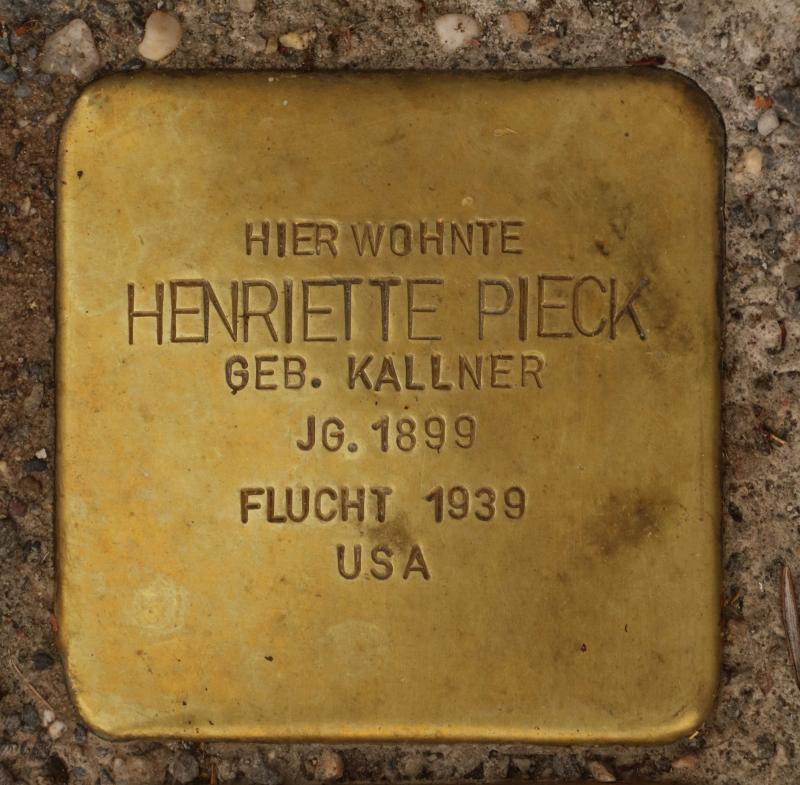 HIER WOHNTE
HENRIETTE PIECK
GEB. KALLNER
JG. 1899
FLUCHT 1939
USA